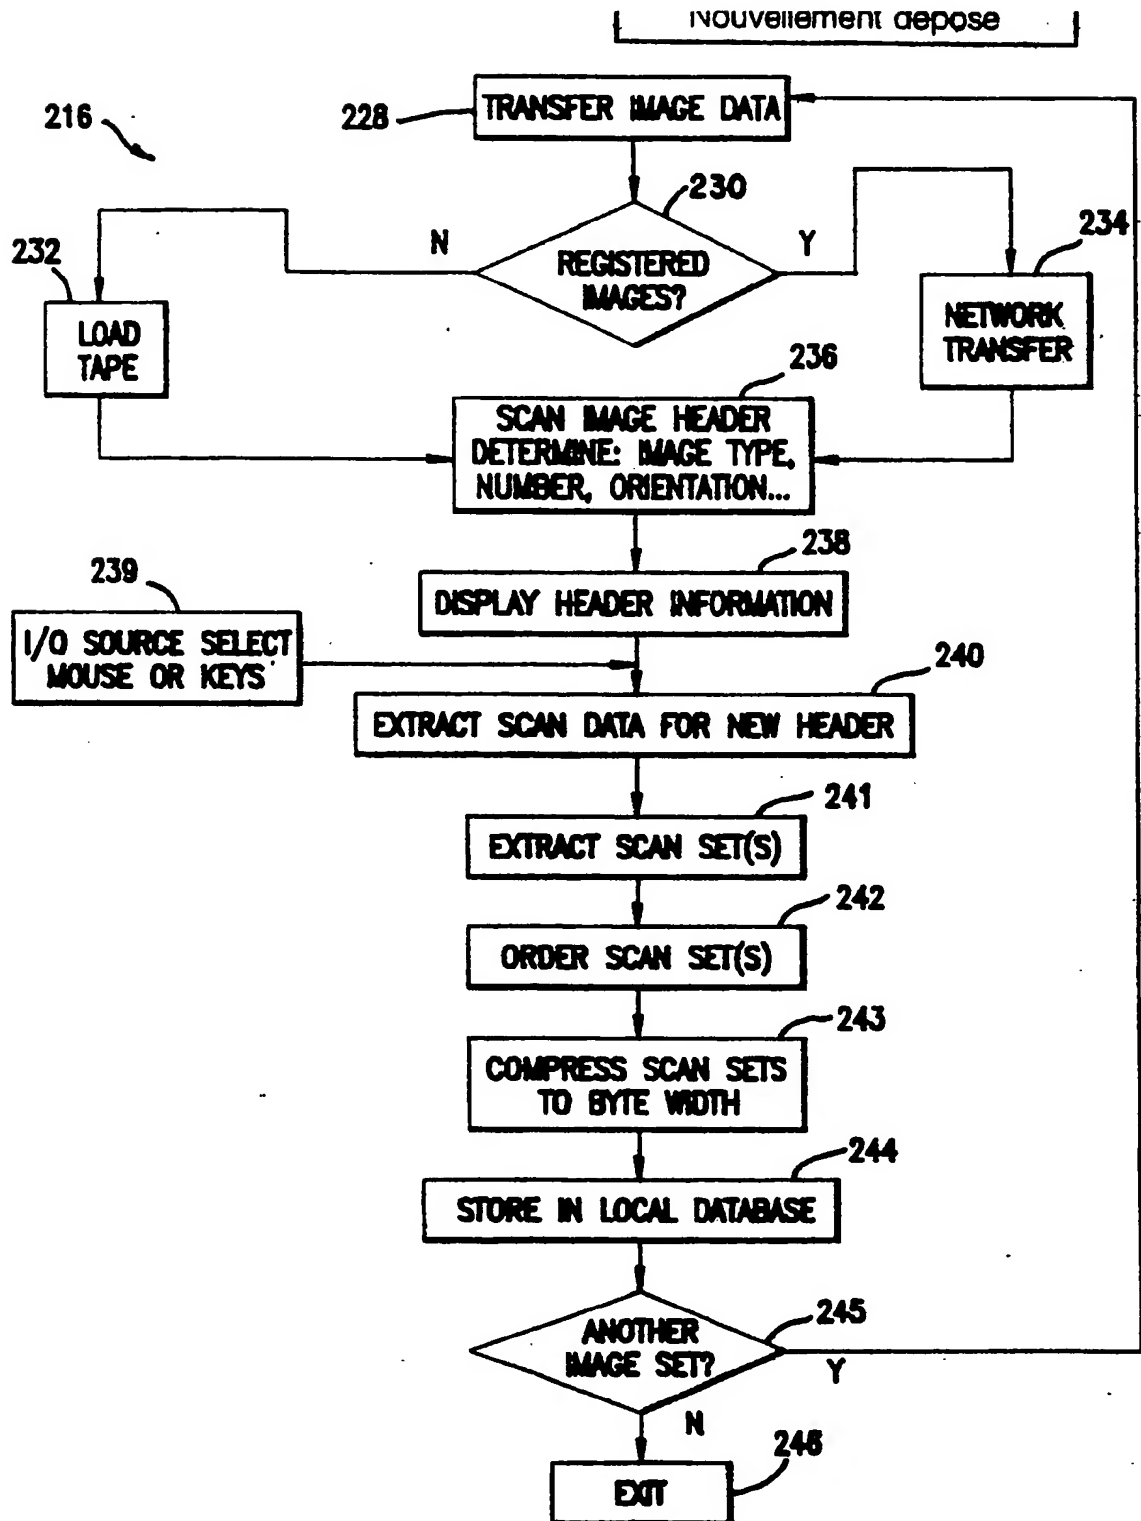 Nouvellement déposé
TRANSFER IMAGE DATA
228
216
230
N
Y
REGISTERED
IMAGES?
232
234
LOAD
TAPE
NETWORK
TRANSFER
236
SCAN IMAGE HEADER
DETERMINE: IMAGE TYPE,
NUMBER, ORIENTATION...
238
DISPLAY HEADER INFORMATION
239
I/O SOURCE SELECT
MOUSE OR KEYS
240
EXTRACT SCAN DATA FOR NEW HEADER
241
EXTRACT SCAN SET(S)
242
ORDER SCAN SET(S)
243
COMPRESS SCAN SETS
TO BYTE WIDTH
244
STORE IN LOCAL DATABASE
245
ANOTHER
IMAGE SET?
Y
N
246
EXIT